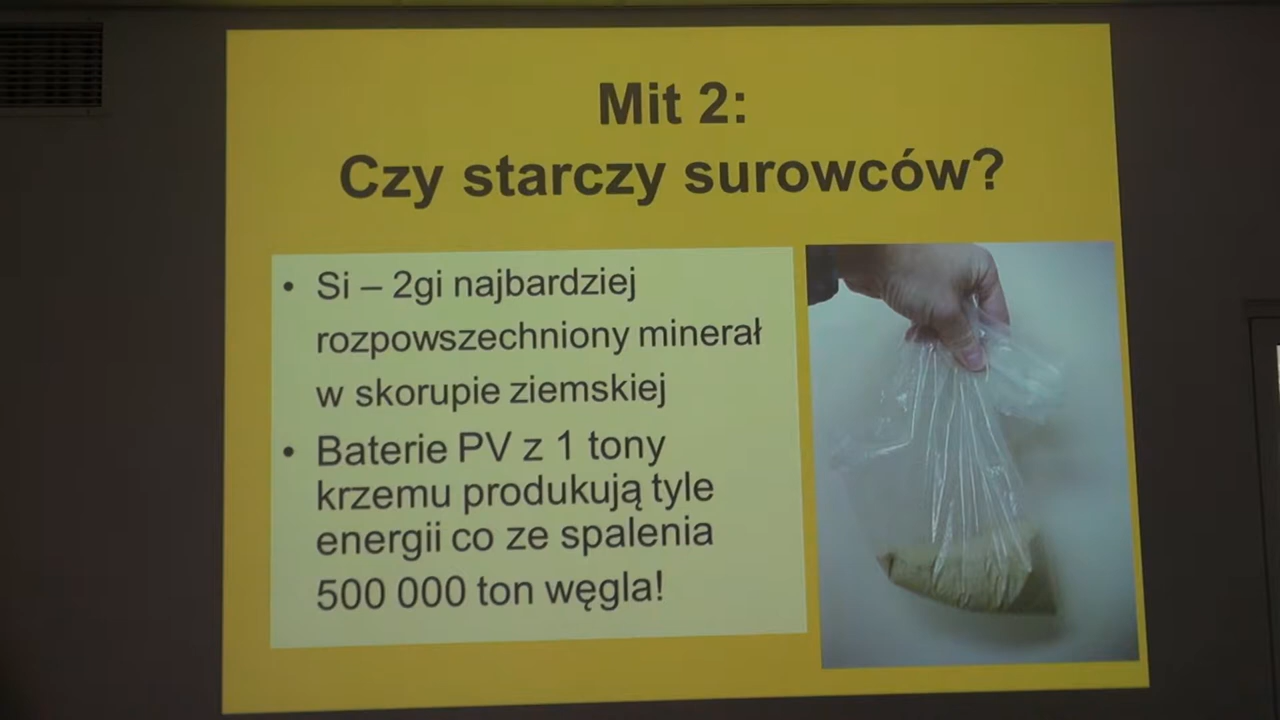 Mit 2:
Czy starczy surowców?
• Si – 2gi najbardziej
rozpowszechniony minerał
w skorupie ziemskiej
• Baterie PV z 1 tony
krzemu produkują tyle
energii co ze spalenia
500 000 ton węgla!